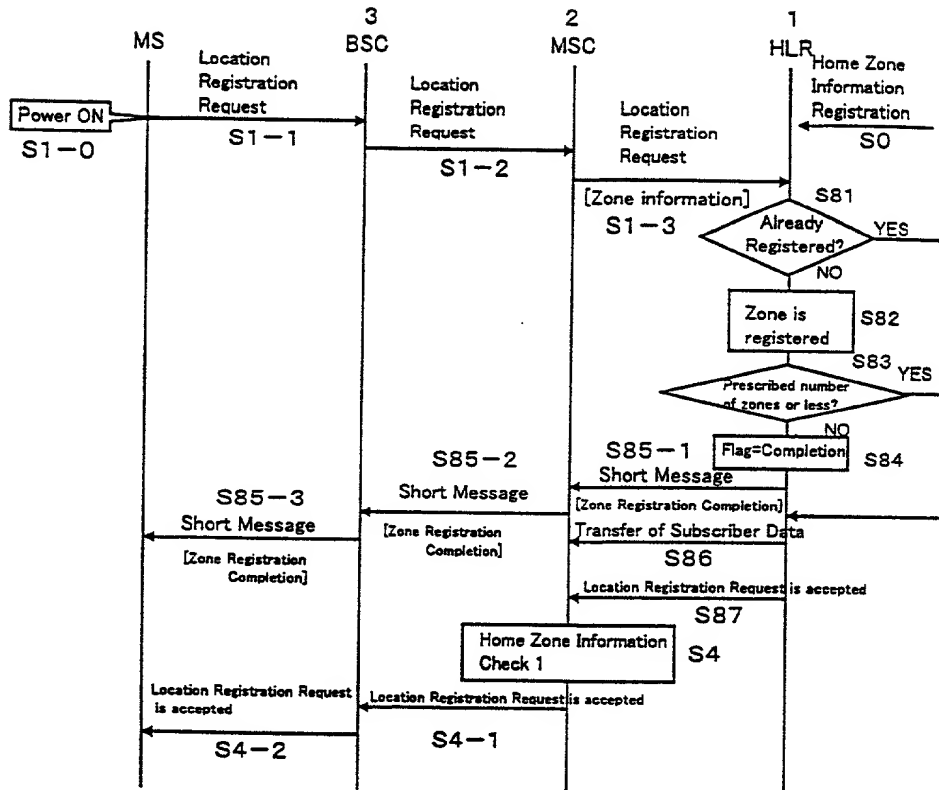 3
2
1
MS
BSC
MSC
HLR
Location
Registration
Request
Location
Registration
Request
Location
Registration
Request
Home Zone
Information
Registration
Power ON
S1-0
S1-1
S1-2
S0
[Zone information]
S1-3
S81
Already
Registered?
YES
NO
Zone is
registered
S82
S83
Prescribed number
of zones or less?
YES
NO
Flag=Completion
S84
S85-1
Short Message
[Zone Registration Completion]
S85-2
Short Message
[Zone Registration
Completion]
S85-3
Short Message
[Zone Registration
Completion]
Transfer of Subscriber Data
S86
Location Registration Request is accepted
S87
Home Zone Information
Check 1
S4
Location Registration Request is accepted
S4-1
Location Registration Request
is accepted
S4-2